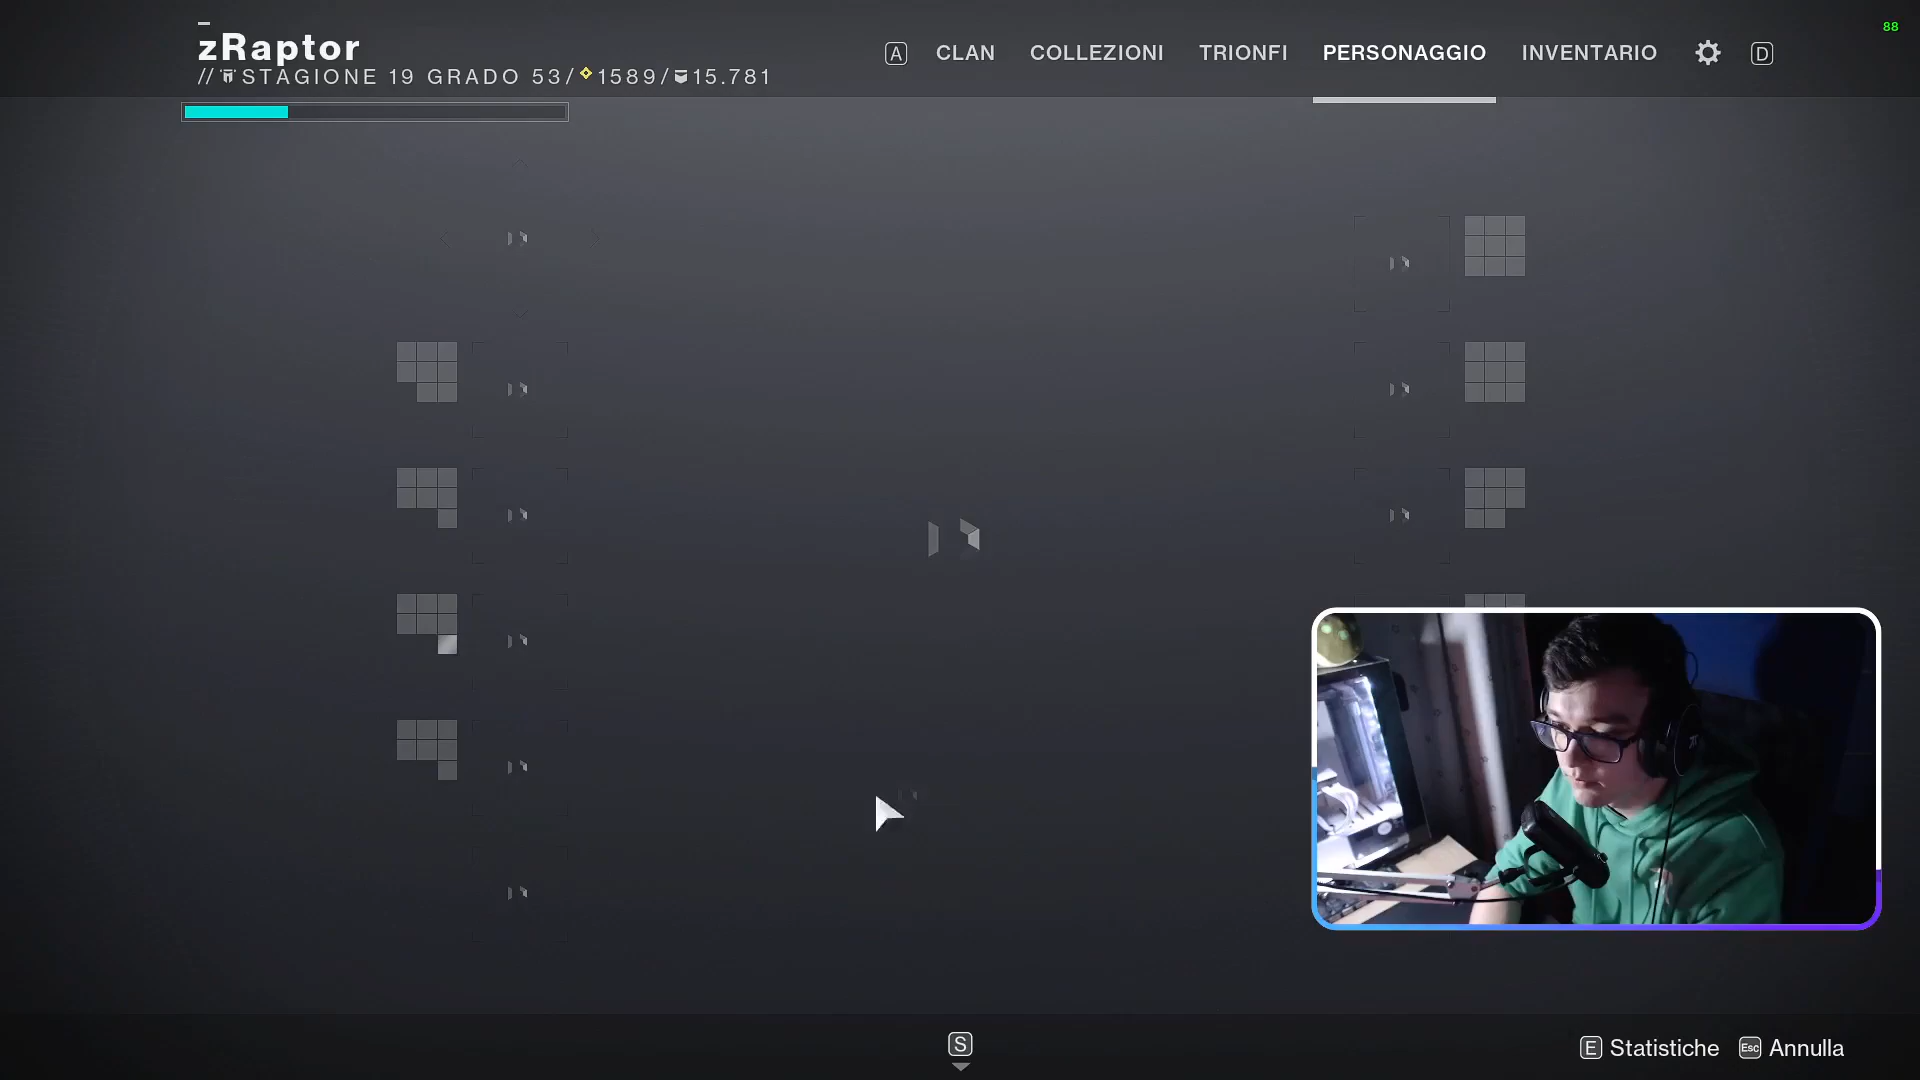 zRaptor
// STAGIONE 19 GRADO 53/ 1589/ 15.781
A CLAN COLLEZIONI TRIONFI PERSONAGGIO INVENTARIO D
88
S
E Statistiche Esc Annulla